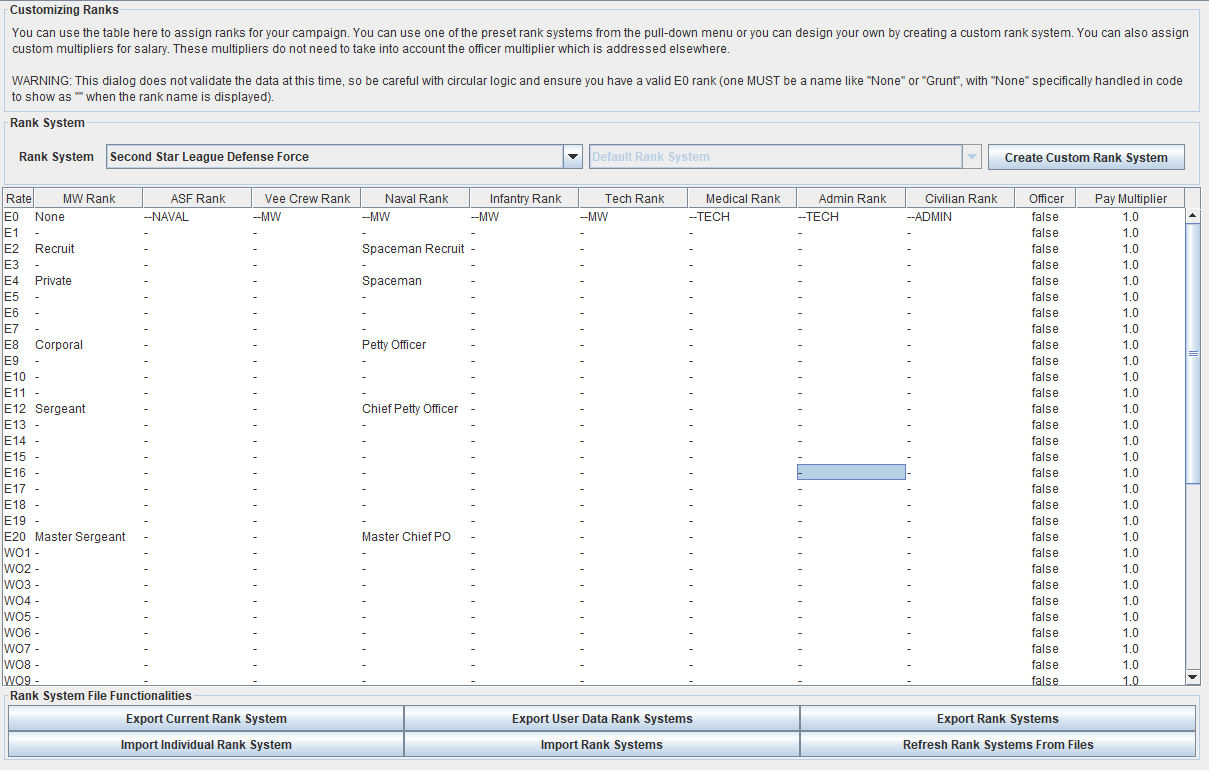 Customizing Ranks
You can use the table here to assign ranks for your campaign. You can use one of the preset rank systems from the pull-down menu or you can design your own by creating a custom rank system. You can also assign
custom multipliers for salary. These multipliers do not need to take into account the officer multiplier which is addressed elsewhere.
WARNING: This dialog does not validate the data at this time, so be careful with circular logic and ensure you have a valid E0 rank (one MUST be a name like "None" or "Grunt", with "None" specifically handled in code
to show as "" when the rank name is displayed).
Rank System
Rank System Second Star League Defense Force Default Rank System Create Custom Rank System
Rate MW Rank ASF Rank Vee Crew Rank Naval Rank Infantry Rank Tech Rank Medical Rank Admin Rank Civilian Rank Officer Pay Multiplier
E0 None --NAVAL --MW --MW --MW --MW --TECH --TECH --ADMIN false 1.0
E1 - - - - - - - - - false 1.0
E2 Recruit - - Spaceman Recruit - - - - - false 1.0
E3 - - - - - - - - - false 1.0
E4 Private - - Spaceman - - - - - false 1.0
E5 - - - - - - - - - false 1.0
E6 - - - - - - - - - false 1.0
E7 - - - - - - - - - false 1.0
E8 Corporal - - Petty Officer - - - - - false 1.0
E9 - - - - - - - - - false 1.0
E10 - - - - - - - - - false 1.0
E11 - - - - - - - - - false 1.0
E12 Sergeant - - Chief Petty Officer - - - - - false 1.0
E13 - - - - - - - - - false 1.0
E14 - - - - - - - - - false 1.0
E15 - - - - - - - - - false 1.0
E16 - - - - - - - - - false 1.0
E17 - - - - - - - - - false 1.0
E18 - - - - - - - - - false 1.0
E19 - - - - - - - - - false 1.0
E20 Master Sergeant - - Master Chief PO - - - - - false 1.0
WO1 - - - - - - - - - false 1.0
WO2 - - - - - - - - - false 1.0
WO3 - - - - - - - - - false 1.0
WO4 - - - - - - - - - false 1.0
WO5 - - - - - - - - - false 1.0
WO6 - - - - - - - - - false 1.0
WO7 - - - - - - - - - false 1.0
WO8 - - - - - - - - - false 1.0
WO9 - - - - - - - - - false 1.0
Rank System File Functionalities
Export Current Rank System Export User Data Rank Systems Export Rank Systems
Import Individual Rank System Import Rank Systems Refresh Rank Systems From Files